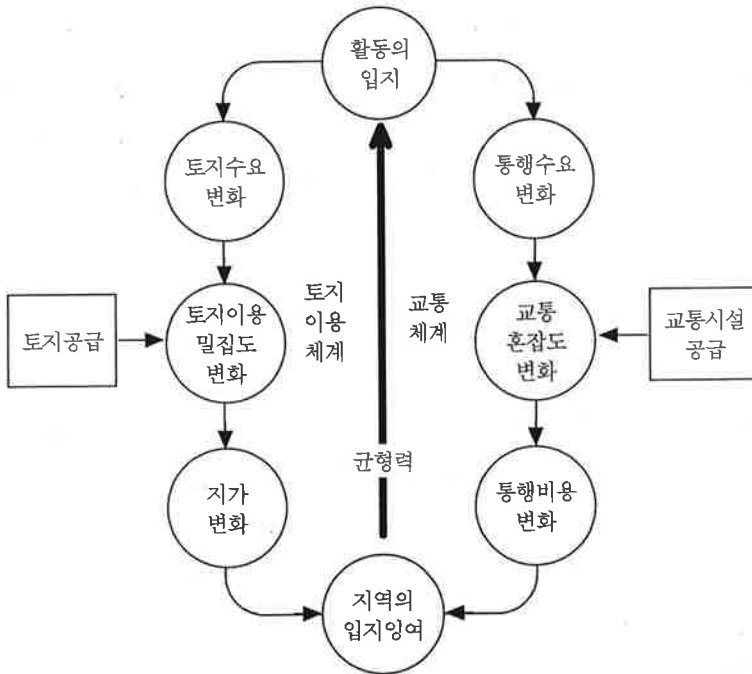 활동의
입지
토지수요
변화
통행수요
변화
토지공급
토지이용
밀집도
변화
토지
이용
체계
교통
체계
교통
혼잡도
변화
교통시설
공급
균형력
지가
변화
통행비용
변화
지역의
입지잉여